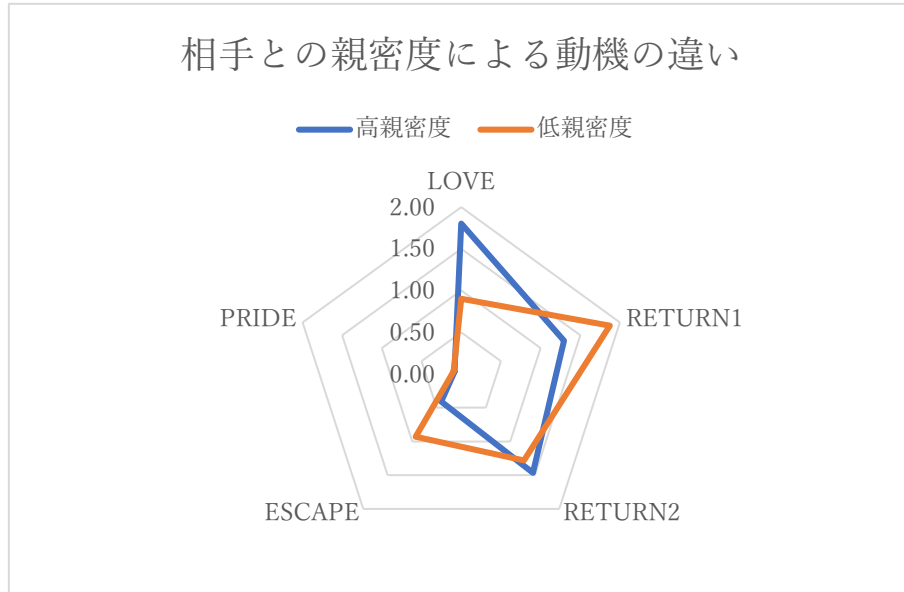 相手との親密度による動機の違い
高親密度 低親密度
LOVE
2.00
1.50
1.00
0.50
0.00
PRIDE
RETURN1
ESCAPE
RETURN2